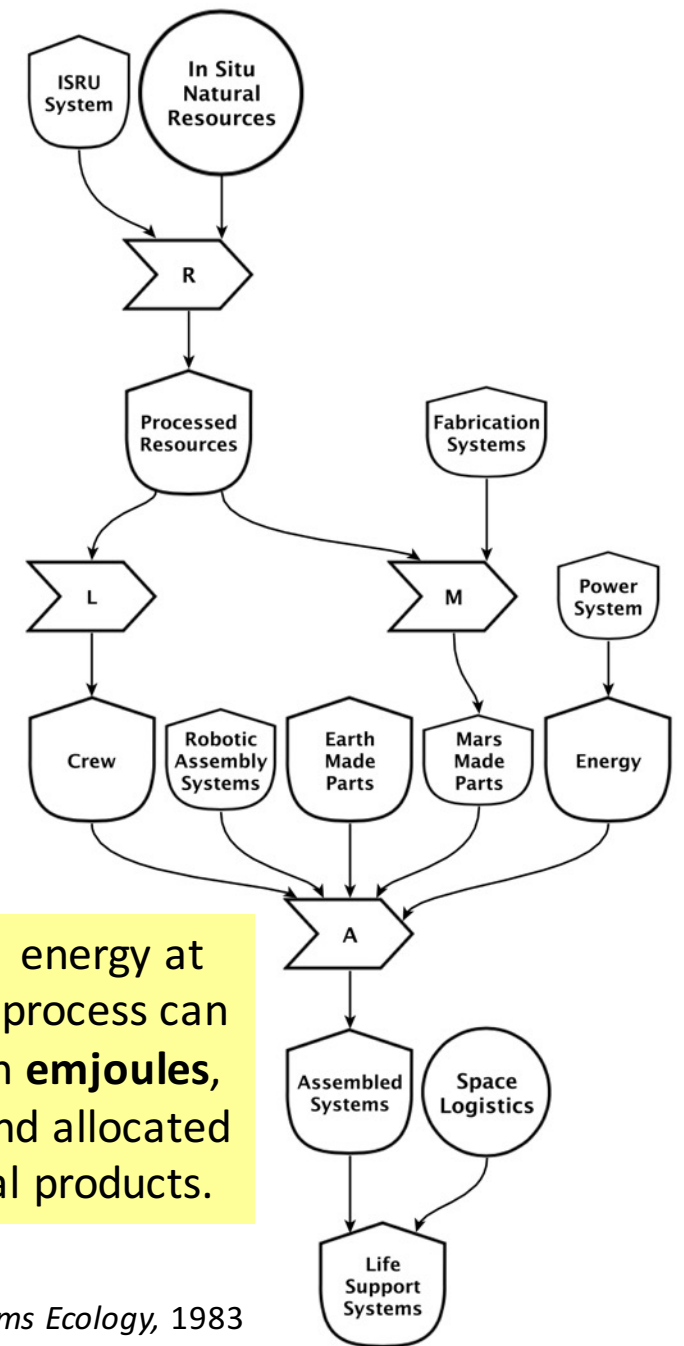 ISRU
System
In Situ
Natural
Resources
R
Processed
Resources
Fabrication
Systems
L
M
Power
System
Crew
Robotic
Assembly
Systems
Earth
Made
Parts
Mars
Made
Parts
Energy
A
energy at
process can
emjoules,
nd allocated
al products.
Assembled
Systems
Space
Logistics
Life
Support
Systems
ms Ecology, 1983